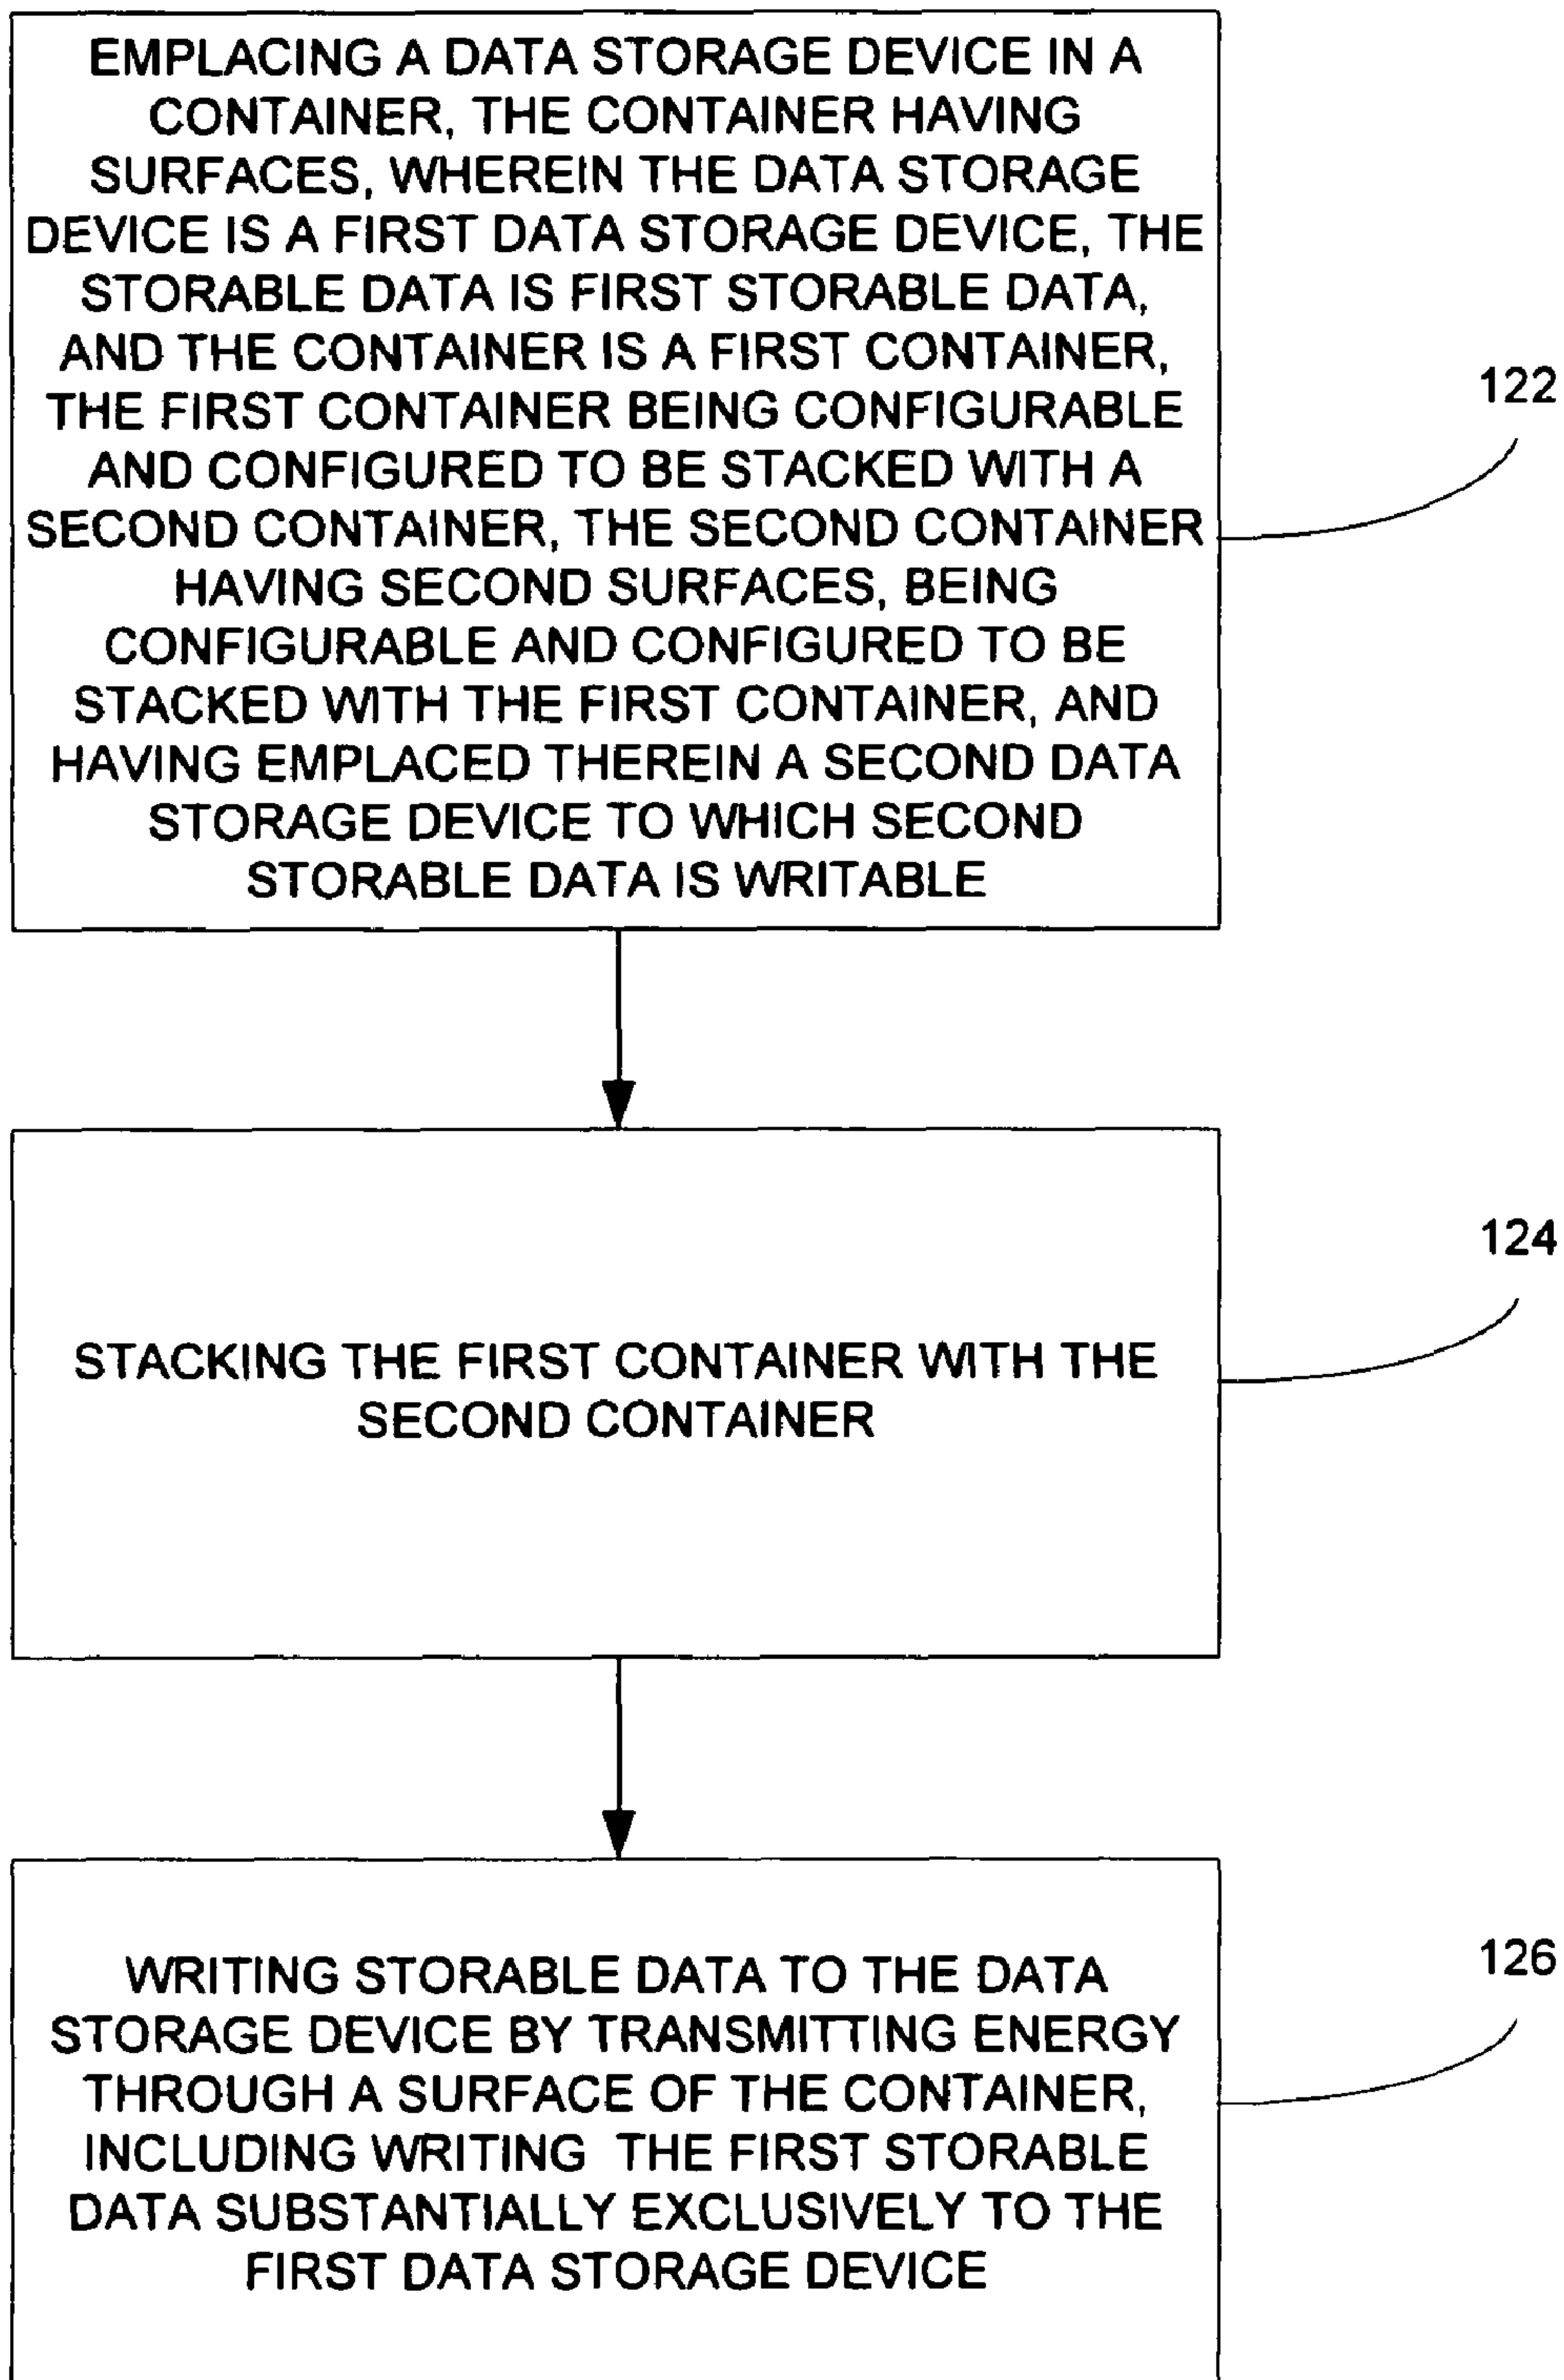 EMPLACING A DATA STORAGE DEVICE IN A
CONTAINER, THE CONTAINER HAVING
SURFACES, WHEREIN THE DATA STORAGE
DEVICE IS A FIRST DATA STORAGE DEVICE, THE
STORABLE DATA IS FIRST STORABLE DATA,
AND THE CONTAINER IS A FIRST CONTAINER,
THE FIRST CONTAINER BEING CONFIGURABLE
AND CONFIGURED TO BE STACKED WITH A
SECOND CONTAINER, THE SECOND CONTAINER
HAVING SECOND SURFACES, BEING
CONFIGURABLE AND CONFIGURED TO BE
STACKED WITH THE FIRST CONTAINER, AND
HAVING EMPLACED THEREIN A SECOND DATA
STORAGE DEVICE TO WHICH SECOND
STORABLE DATA IS WRITABLE
122
STACKING THE FIRST CONTAINER WITH THE
SECOND CONTAINER
124
WRITING STORABLE DATA TO THE DATA
STORAGE DEVICE BY TRANSMITTING ENERGY
THROUGH A SURFACE OF THE CONTAINER,
INCLUDING WRITING THE FIRST STORABLE
DATA SUBSTANTIALLY EXCLUSIVELY TO THE
FIRST DATA STORAGE DEVICE
126